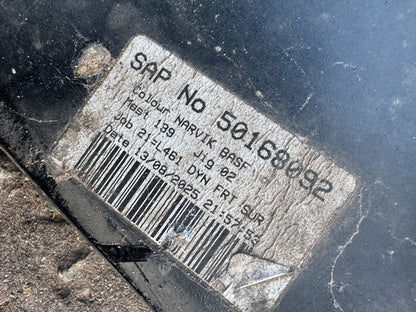 SAP No 50168092
Colour NARVIK BASF
Mast 139 Jig 02
Job 21=L461 DYN FRT SUR
Date 13/08/2025 21:57:53